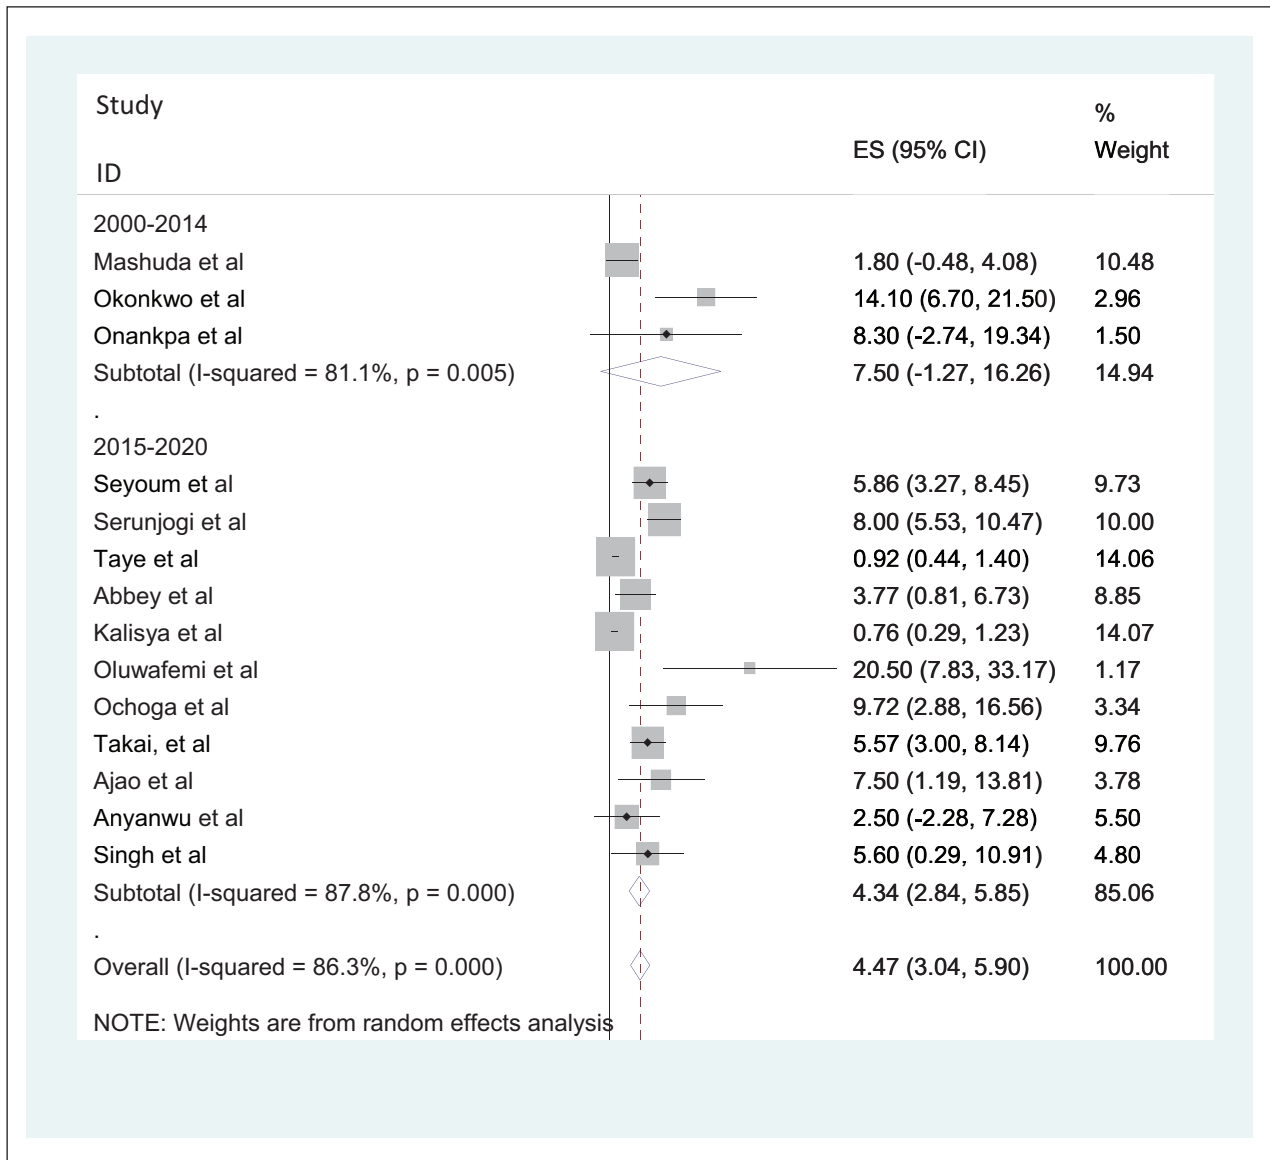 Study
%
ES (95% CI) Weight
ID
2000-2014
Mashuda et al 1.80 (-0.48, 4.08) 10.48
Okonkwo et al 14.10 (6.70, 21.50) 2.96
Onankpa et al 8.30 (-2.74, 19.34) 1.50
Subtotal (I-squared = 81.1%, p = 0.005) 7.50 (-1.27, 16.26) 14.94
.
2015-2020
Seyoum et al 5.86 (3.27, 8.45) 9.73
Serunjogi et al 8.00 (5.53, 10.47) 10.00
Taye et al 0.92 (0.44, 1.40) 14.06
Abbey et al 3.77 (0.81, 6.73) 8.85
Kalisya et al 0.76 (0.29, 1.23) 14.07
Oluwafemi et al 20.50 (7.83, 33.17) 1.17
Ochoga et al 9.72 (2.88, 16.56) 3.34
Takai, et al 5.57 (3.00, 8.14) 9.76
Ajao et al 7.50 (1.19, 13.81) 3.78
Anyanwu et al 2.50 (-2.28, 7.28) 5.50
Singh et al 5.60 (0.29, 10.91) 4.80
Subtotal (I-squared = 87.8%, p = 0.000) 4.34 (2.84, 5.85) 85.06
.
Overall (I-squared = 86.3%, p = 0.000) 4.47 (3.04, 5.90) 100.00
NOTE: Weights are from random effects analysis